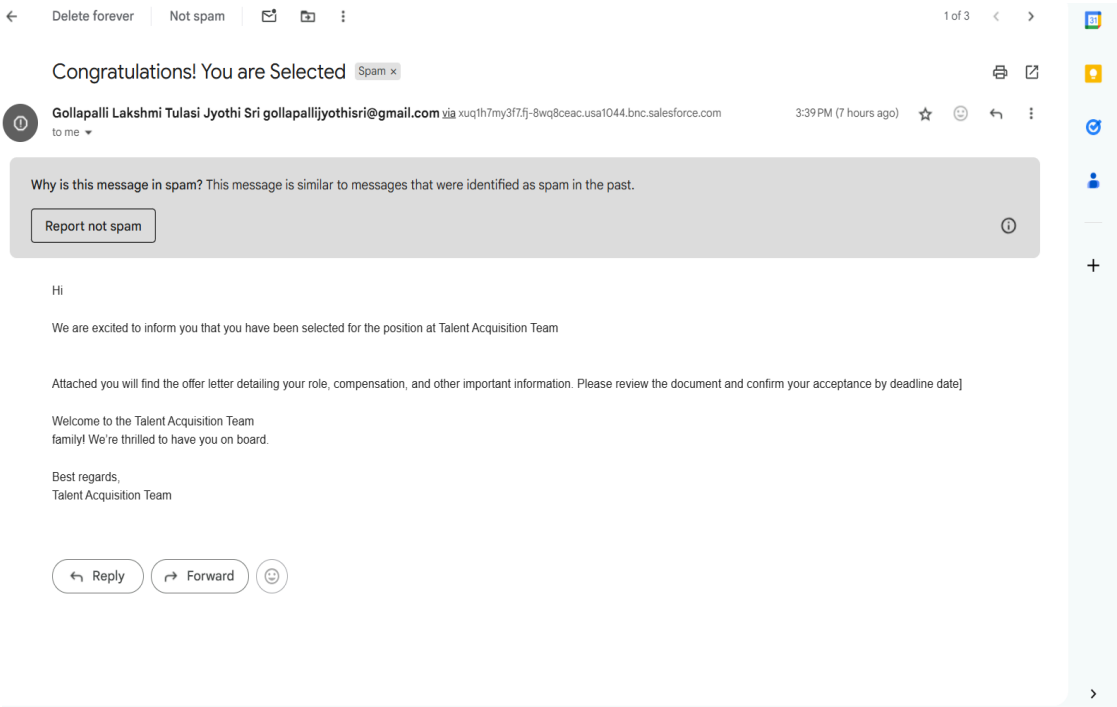 Delete forever Not spam 1 of 3
31
Congratulations! You are Selected Spam ×
Gollapalli Lakshmi Tulasi Jyothi Sri gollapallijyothisri@gmail.com via xuq1h7my3f7.fj-8wq8ceac.usa1044.bnc.salesforce.com 3:39 PM (7 hours ago)
to me
Why is this message in spam? This message is similar to messages that were identified as spam in the past.
Report not spam
Hi
We are excited to inform you that you have been selected for the position at Talent Acquisition Team
Attached you will find the offer letter detailing your role, compensation, and other important information. Please review the document and confirm your acceptance by deadline date]
Welcome to the Talent Acquisition Team
family! We're thrilled to have you on board.
Best regards,
Talent Acquisition Team
Reply Forward